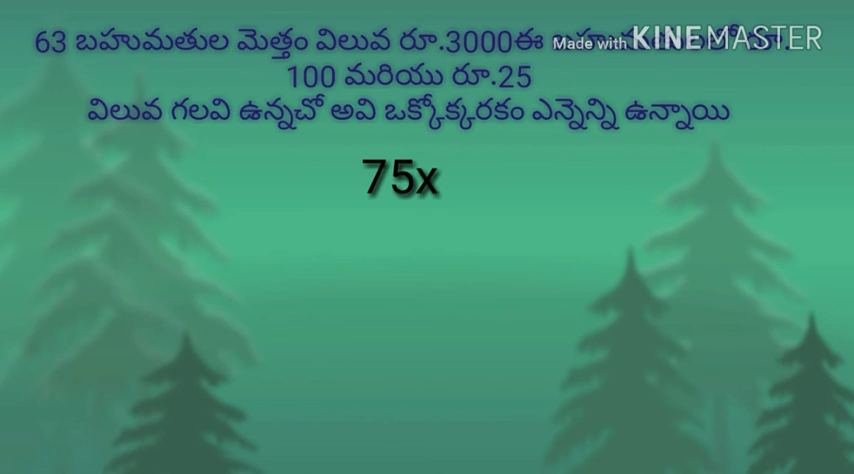 63 బహుమతుల మెత్తం విలువ రూ.3000ఈ
Made with KINEMASTER
100 మరియు రూ.25
విలువ గలవి ఉన్నచో అవి ఒక్కోక్కరకం ఎన్నెన్ని ఉన్నాయి
75x